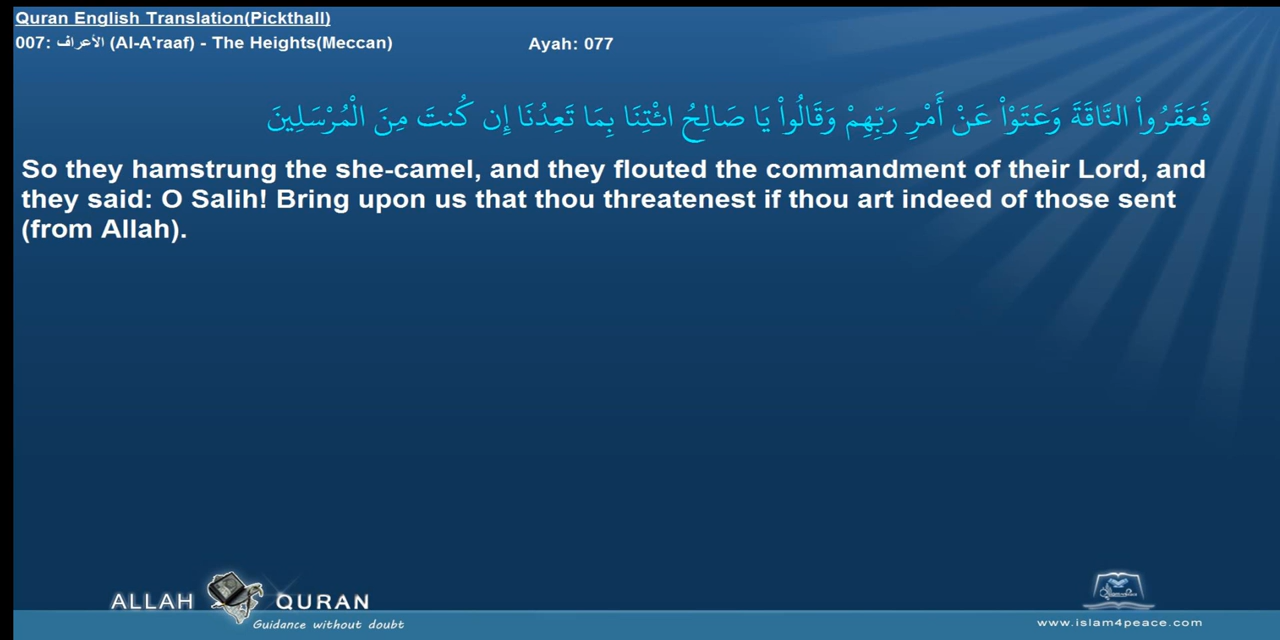 Quran English Translation(Pickthall)
007: الأعراف (Al-A'raaf) - The Heights(Meccan)
Ayah: 077
فَعَقَرُواْ النَّاقَةَ وَعَتَوْاْ عَنْ أَمْرِ رَبِّهِمْ وَقَالُواْ يَا صَالِحُ ائْتِنَا بِمَا تَعِدُنَا إِن كُنتَ مِنَ الْمُرْسَلِينَ
So they hamstrung the she-camel, and they flouted the commandment of their Lord, and
they said: O Salih! Bring upon us that thou threatenest if thou art indeed of those sent
(from Allah).
ALLAH QURAN
Guidance without doubt
www.islam4peace.com